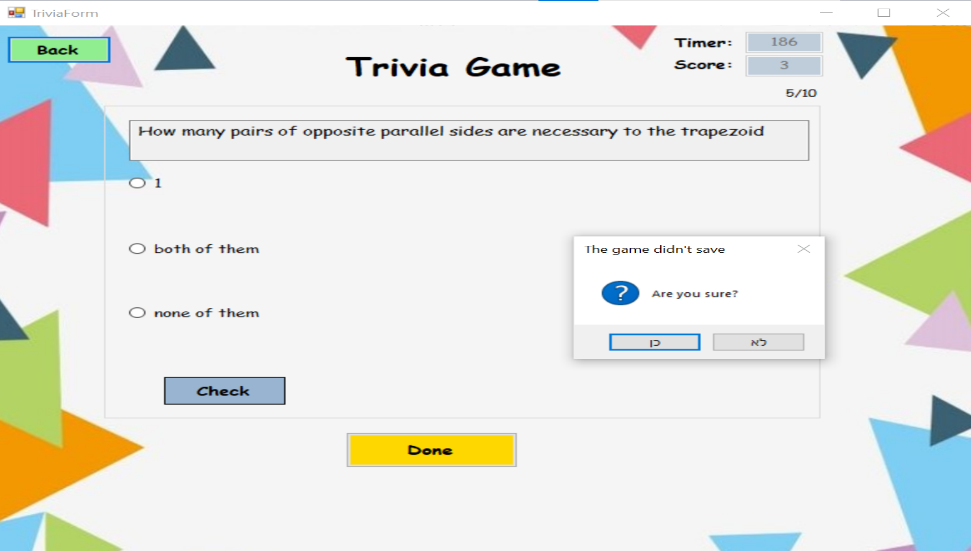 TriviaForm
Back
Trivia Game
Timer: 186
Score: 3
5/10
How many pairs of opposite parallel sides are necessary to the trapezoid
1
both of them
none of them
Check
Done
The game didn't save
?
Are you sure?
כן
לא